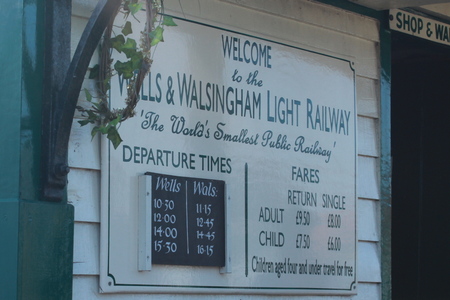 SHOP & WA
WELCOME
to the
WELLS & WALSINGHAM LIGHT RAILWAY
'The World's Smallest Public Railway'
DEPARTURE TIMES
Wells Wals:
10·30 11·15
12·00 12·45
14·00 14·45
15·30 16·15
FARES
RETURN SINGLE
ADULT £9.50 £8.00
CHILD £7.50 £6.00
Children aged four and under travel for free